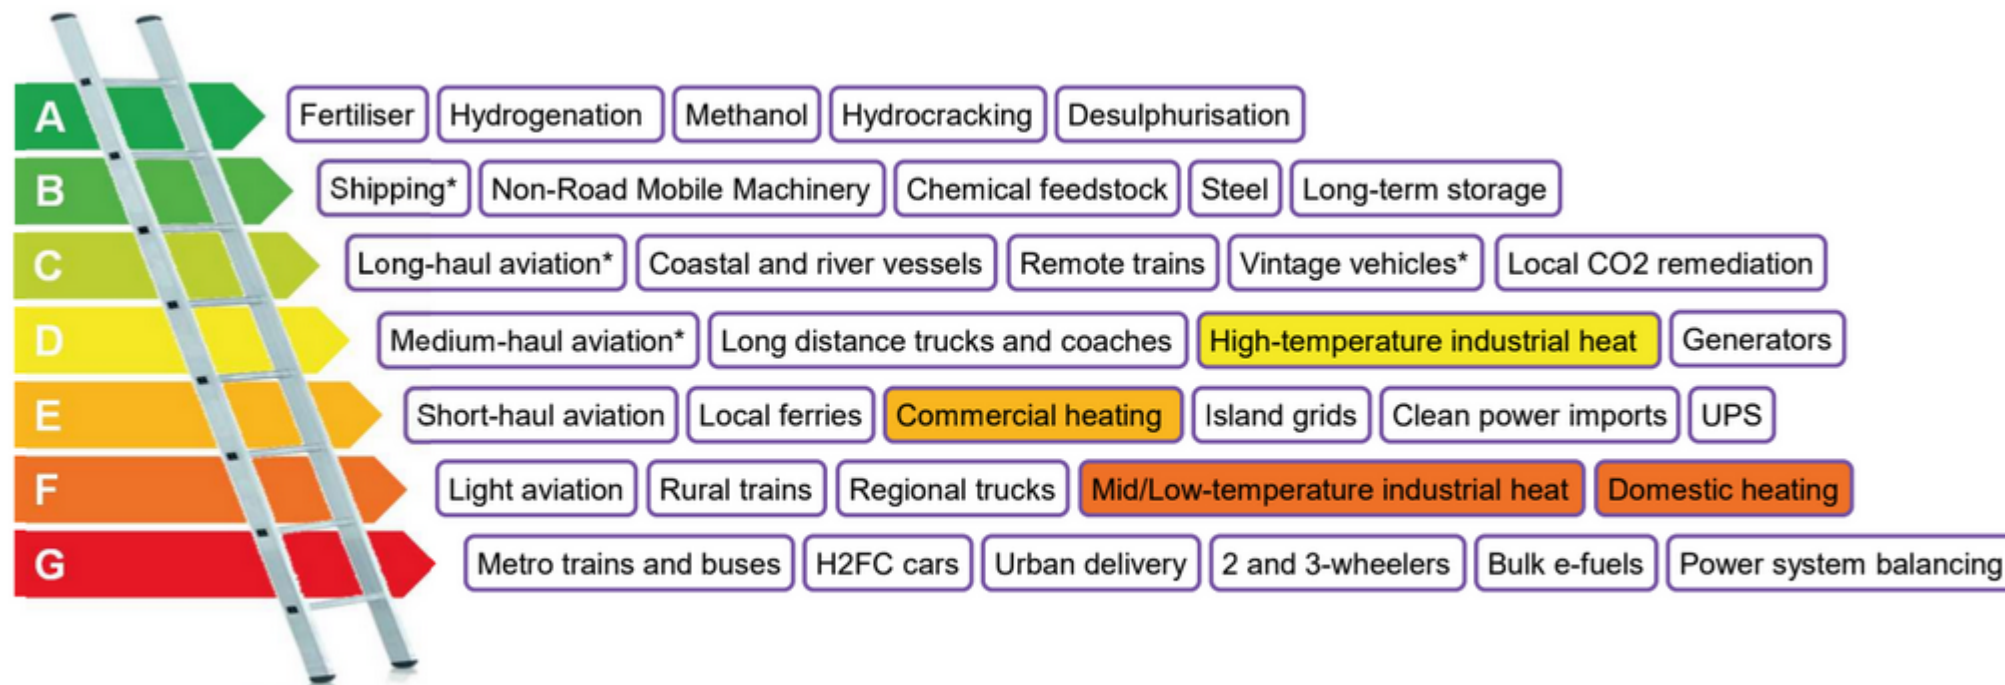 A Fertiliser Hydrogenation Methanol Hydrocracking Desulphurisation
B Shipping* Non-Road Mobile Machinery Chemical feedstock Steel Long-term storage
C Long-haul aviation* Coastal and river vessels Remote trains Vintage vehicles* Local CO2 remediation
D Medium-haul aviation* Long distance trucks and coaches High-temperature industrial heat Generators
E Short-haul aviation Local ferries Commercial heating Island grids Clean power imports UPS
F Light aviation Rural trains Regional trucks Mid/Low-temperature industrial heat Domestic heating
G Metro trains and buses H2FC cars Urban delivery 2 and 3-wheelers Bulk e-fuels Power system balancing